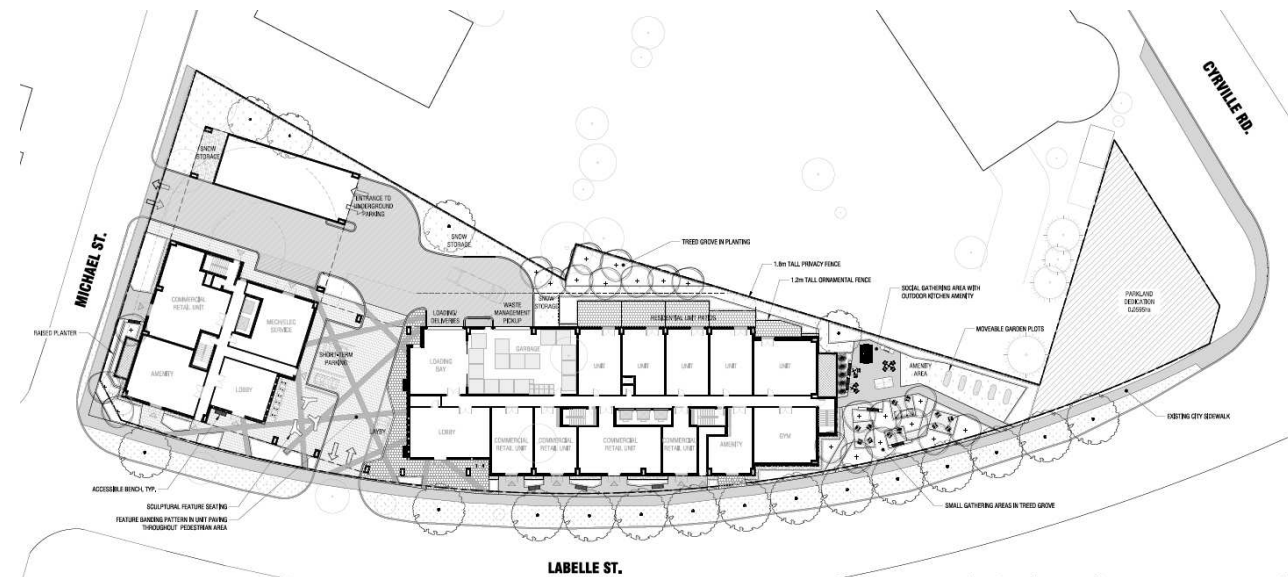 CYRVILLE RD.
MICHAEL ST.
SNOW
STORAGE
ENTRANCE TO
UNDERGROUND
PARKING
SNOW
STORAGE
TREED GROVE IN PLANTING
1.8m TALL PRIVACY FENCE
1.2m TALL ORNAMENTAL FENCE
SOCIAL GATHERING AREA WITH
OUTDOOR KITCHEN AMENITY
MOVEABLE GARDEN PLOTS
PARKLAND
DEDICATION
0.0595ha
COMMERCIAL
RETAIL UNIT
MECH/ELEC
SERVICE
RAISED PLANTER
AMENITY
LOBBY
SHORT-TERM
PARKING
LOADING/
DELIVERIES
WASTE
MANAGEMENT
PICKUP
SNOW
STORAGE
RESIDENTIAL UNIT PATIOS
LOADING
BAY
GARBAGE
UNIT
UNIT
UNIT
UNIT
UNIT
AMENITY
AREA
LAYBY
LOBBY
COMMERCIAL
RETAIL UNIT
COMMERCIAL
RETAIL UNIT
COMMERCIAL
RETAIL UNIT
COMMERCIAL
RETAIL UNIT
AMENITY
GYM
EXISTING CITY SIDEWALK
ACCESSIBLE BENCH, TYP.
SCULPTURAL FEATURE SEATING
FEATURE BANDING PATTERN IN UNIT PAVING
THROUGHOUT PEDESTRIAN AREA
SMALL GATHERING AREAS IN TREED GROVE
LABELLE ST.